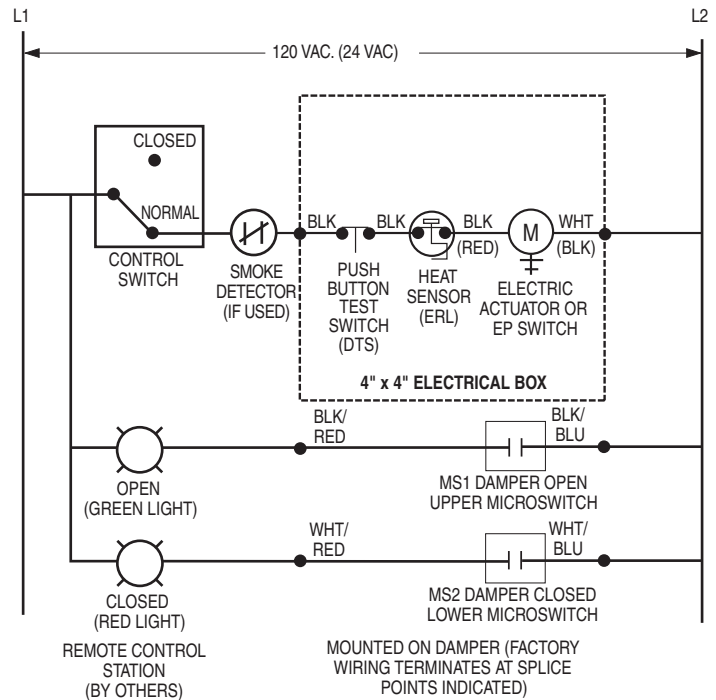 L1
L2
120 VAC. (24 VAC)
CLOSED
NORMAL
CONTROL
SWITCH
SMOKE
DETECTOR
(IF USED)
BLK
BLK
BLK
(RED)
WHT
(BLK)
M
PUSH
BUTTON
TEST
SWITCH
(DTS)
HEAT
SENSOR
(ERL)
ELECTRIC
ACTUATOR OR
EP SWITCH
4" x 4" ELECTRICAL BOX
BLK/
RED
BLK/
BLU
OPEN
(GREEN LIGHT)
MS1 DAMPER OPEN
UPPER MICROSWITCH
WHT/
RED
WHT/
BLU
CLOSED
(RED LIGHT)
MS2 DAMPER CLOSED
LOWER MICROSWITCH
REMOTE CONTROL
STATION
(BY OTHERS)
MOUNTED ON DAMPER (FACTORY
WIRING TERMINATES AT SPLICE
POINTS INDICATED)